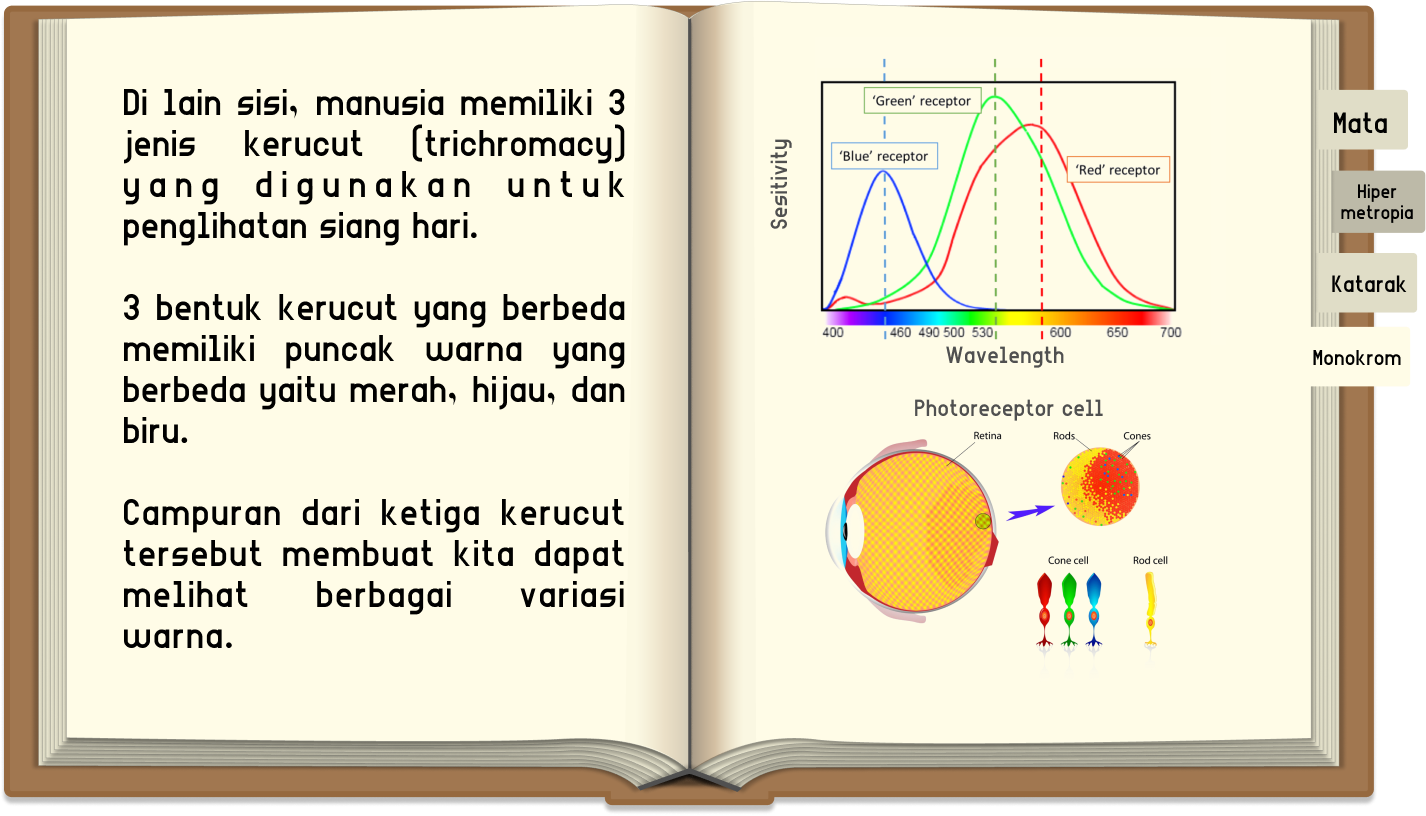 Di lain sisi, manusia memiliki 3
jenis kerucut (trichromacy)
yang digunakan untuk
penglihatan siang hari.
3 bentuk kerucut yang berbeda
memiliki puncak warna yang
berbeda yaitu merah, hijau, dan
biru.
Campuran dari ketiga kerucut
tersebut membuat kita dapat
melihat berbagai variasi
warna.
'Green' receptor
'Blue' receptor
'Red' receptor
Sesitivity
400 460 490 500 530 600 650 700
Wavelength
Photoreceptor cell
Retina
Rods
Cones
Cone cell
Rod cell
Mata
Hiper
metropia
Katarak
Monokrom